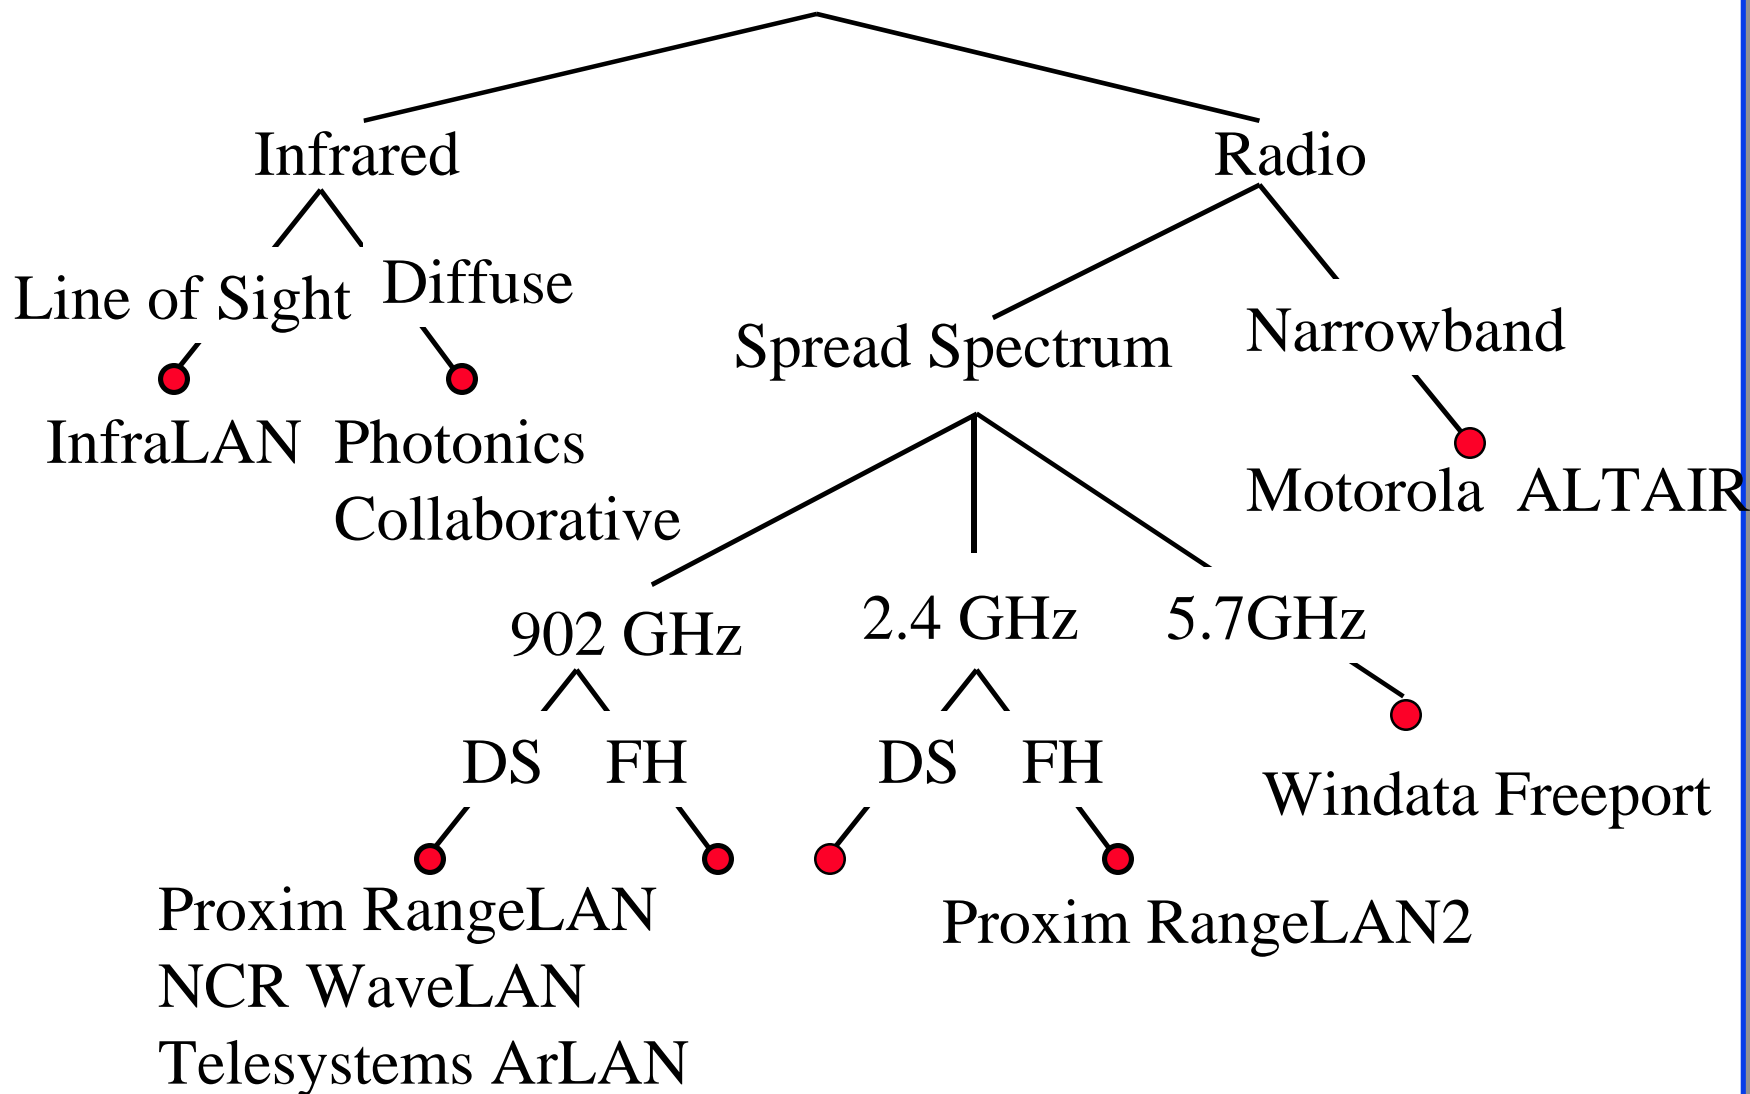 Infrared
Radio
Line of Sight
Diffuse
Spread Spectrum
Narrowband
InfraLAN
Photonics
Collaborative
Motorola ALTAIR
902 GHz
2.4 GHz
5.7GHz
DS
FH
DS
FH
Windata Freeport
Proxim RangeLAN
NCR WaveLAN
Telesystems ArLAN
Proxim RangeLAN2